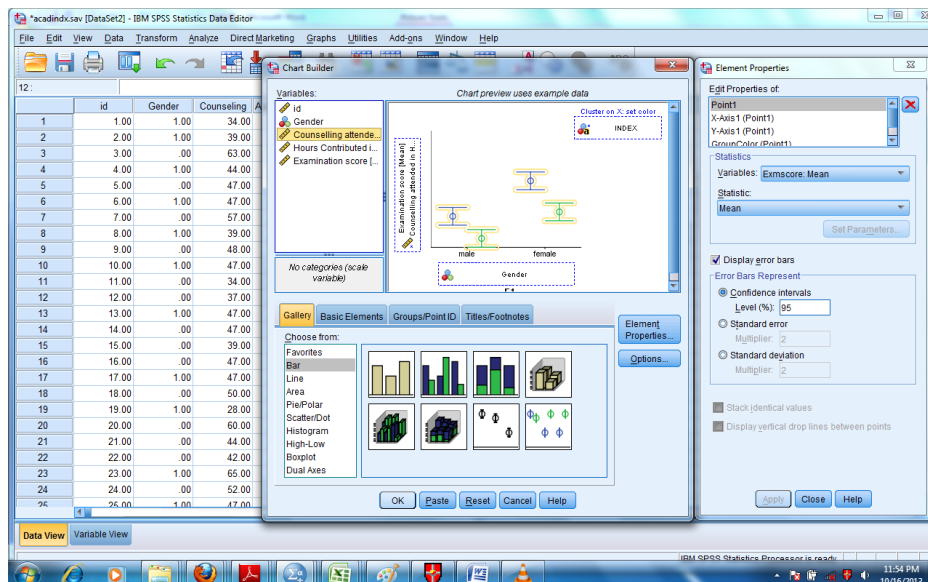 *acadindx.sav [DataSet2] - IBM SPSS Statistics Data Editor
File Edit View Data Transform Analyze Direct Marketing Graphs Utilities Add-ons Window Help
12 :
id Gender Counseling
1 1.00 1.00 34.00
2 2.00 1.00 39.00
3 3.00 .00 63.00
4 4.00 1.00 44.00
5 5.00 .00 47.00
6 6.00 1.00 47.00
7 7.00 .00 57.00
8 8.00 1.00 39.00
9 9.00 .00 48.00
10 10.00 1.00 47.00
11 11.00 .00 34.00
12 12.00 .00 37.00
13 13.00 1.00 47.00
14 14.00 .00 47.00
15 15.00 .00 39.00
16 16.00 .00 47.00
17 17.00 1.00 47.00
18 18.00 .00 50.00
19 19.00 1.00 28.00
20 20.00 .00 60.00
21 21.00 .00 44.00
22 22.00 .00 42.00
23 23.00 1.00 65.00
24 24.00 .00 52.00
25 25.00 1.00 47.00
Data View Variable View
Chart Builder
Variables:
id
Gender
Counselling attende...
Hours Contributed i...
Examination score [...
No categories (scale variable)
Chart preview uses example data
Cluster on X: set color
INDEX
Examination score [Mean]
Counselling attended in H...
male female
Gender
Gallery Basic Elements Groups/Point ID Titles/Footnotes
Choose from:
Favorites
Bar
Line
Area
Pie/Polar
Scatter/Dot
Histogram
High-Low
Boxplot
Dual Axes
Element Properties...
Options...
OK Paste Reset Cancel Help
Element Properties
Edit Properties of:
Point1
X-Axis1 (Point1)
Y-Axis1 (Point1)
GroupColor (Point1)
Statistics
Variables: Exmscore: Mean
Statistic:
Mean
Set Parameters...
Display error bars
Error Bars Represent
Confidence intervals
Level (%): 95
Standard error
Multiplier: 2
Standard deviation
Multiplier: 2
Stack identical values
Display vertical drop lines between points
Apply Close Help
IBM SPSS Statistics Processor is ready
11:54 PM